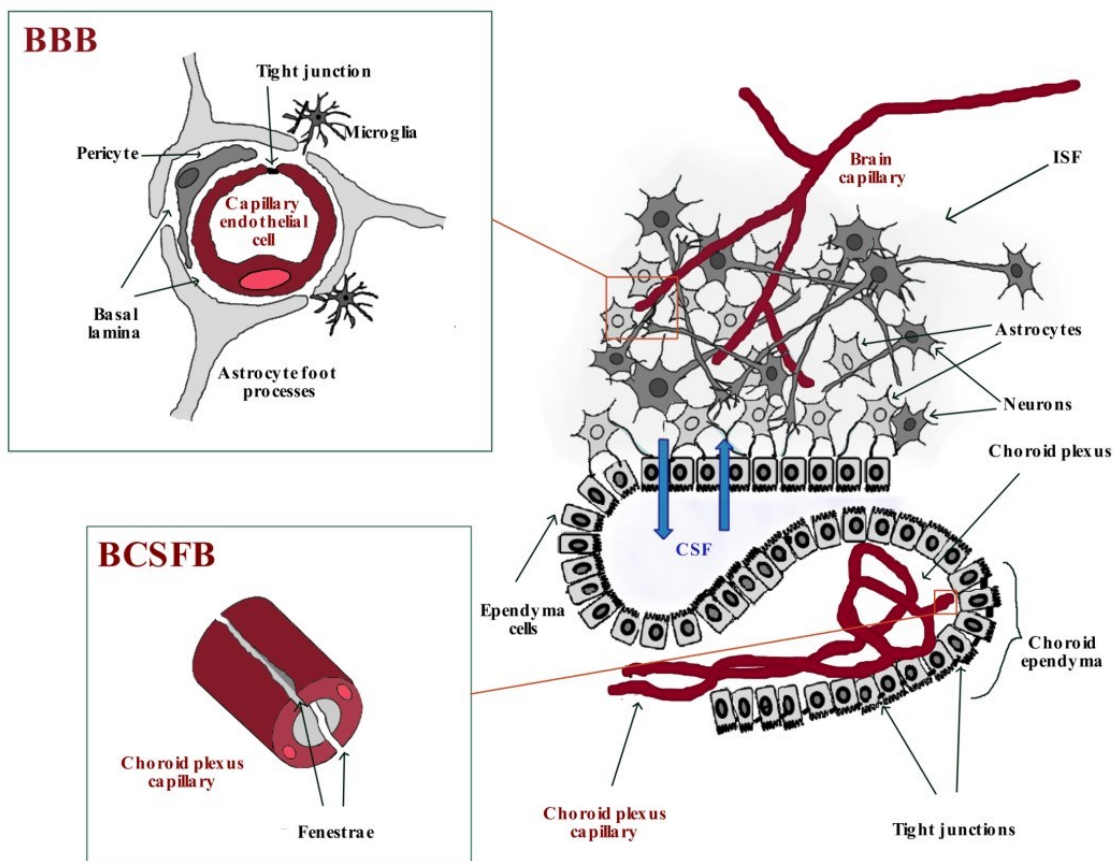 BBB
Tight junction
Microglia
Pericyte
Capillary
endothelial
cell
Basal
lamina
Astrocyte foot
processes
Brain
capillary
ISF
Astrocytes
Neurons
Choroid plexus
CSF
Ependyma
cells
Choroid
ependyma
BCSFB
Choroid plexus
capillary
Fenestrae
Choroid plexus
capillary
Tight junctions